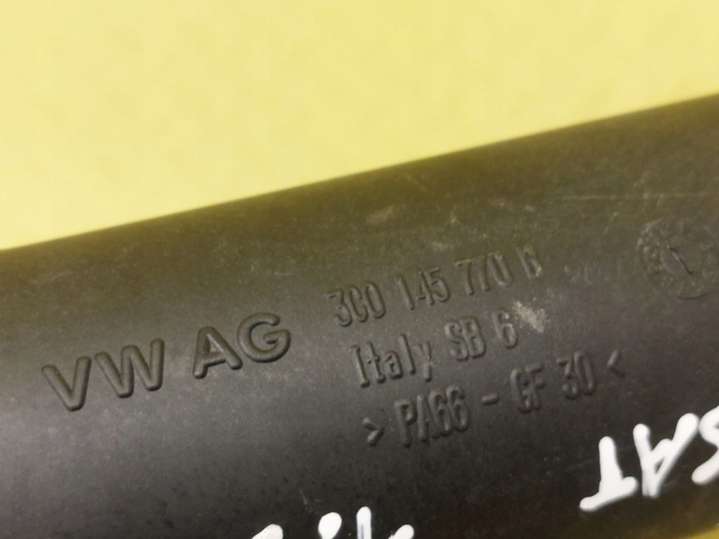 VW AG
3C0 145 770
Italy SB 6
> PA66 - GF 30 <